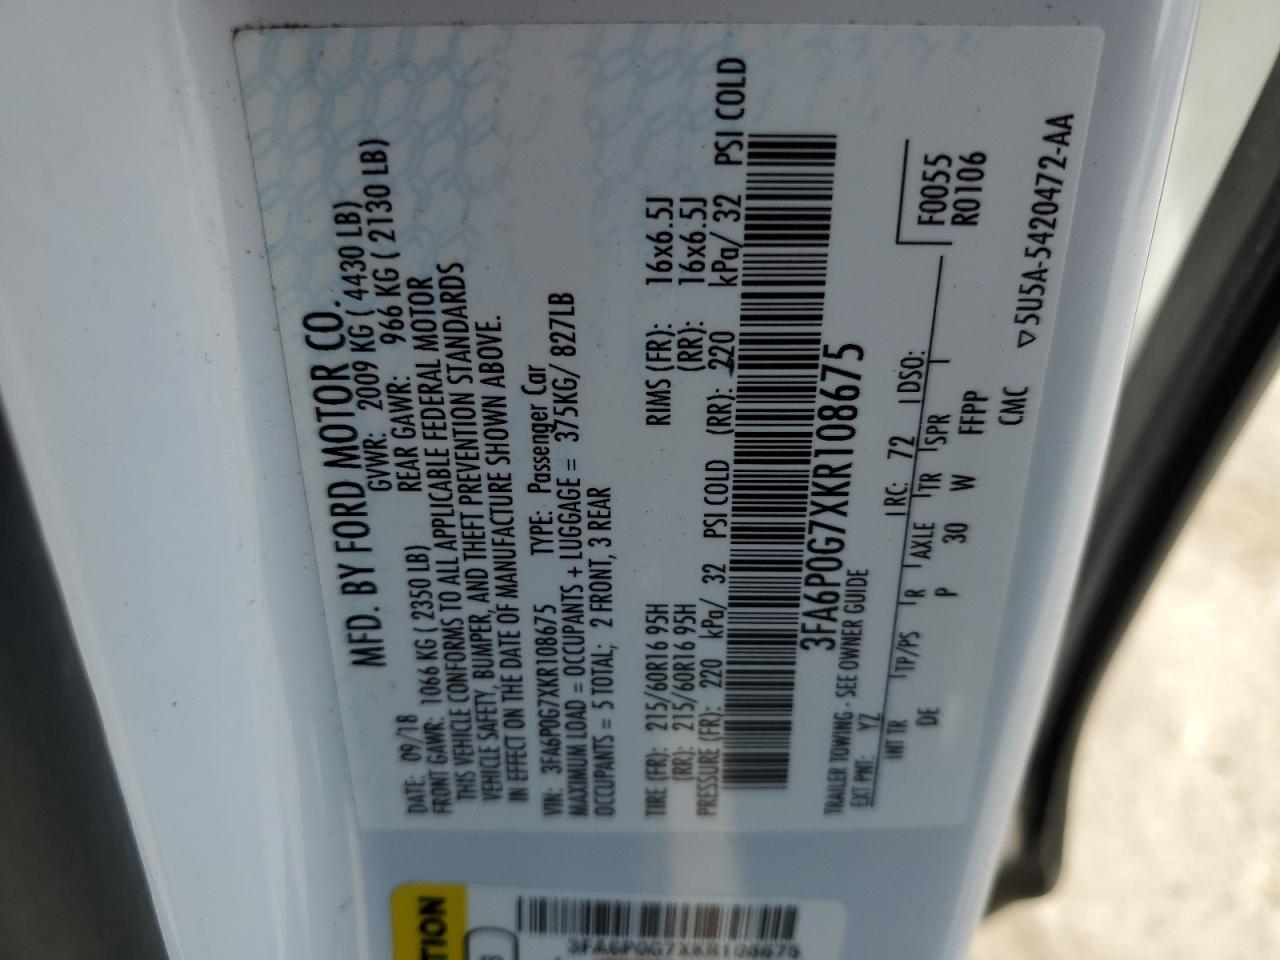 MFD. BY FORD MOTOR CO.
DATE: 09/18 GVWR: 2009 KG ( 4430 LB)
FRONT GAWR: 1066 KG ( 2350 LB) REAR GAWR: 966 KG ( 2130 LB)
THIS VEHICLE CONFORMS TO ALL APPLICABLE FEDERAL MOTOR
VEHICLE SAFETY, BUMPER, AND THEFT PREVENTION STANDARDS
IN EFFECT ON THE DATE OF MANUFACTURE SHOWN ABOVE.
VIN: 3FA6P0G7XKR108675 TYPE: Passenger Car
MAXIMUM LOAD = OCCUPANTS + LUGGAGE = 375KG/ 827LB
OCCUPANTS = 5 TOTAL; 2 FRONT, 3 REAR
TIRE (FR): 215/60R16 95H RIMS (FR): 16x6.5J
(RR): 215/60R16 95H (RR): 16x6.5J
PRESSURE (FR): 220 kPa/ 32 PSI COLD (RR): 220 kPa/ 32 PSI COLD
3FA6P0G7XKR108675
TRAILER TOWING - SEE OWNER GUIDE
EXT PNT: YZ RC: 72 DSO:
INT TR TP/PS R AXLE TR SPR
DE P 30 W FFPP
F0055
R0106
CMC
▽5U5A-5420472-AA
TION
3FA6P0G7XKR108675